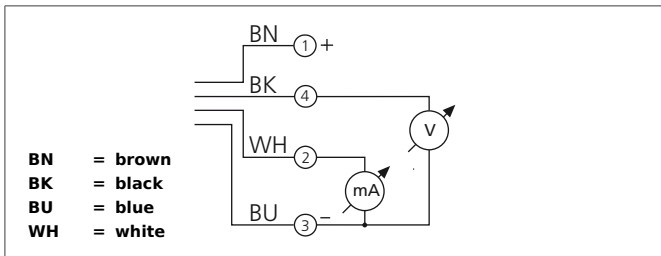 BN 1 +
BK 4
V
WH 2
mA
BU 3 –
BN = brown
BK = black
BU = blue
WH = white